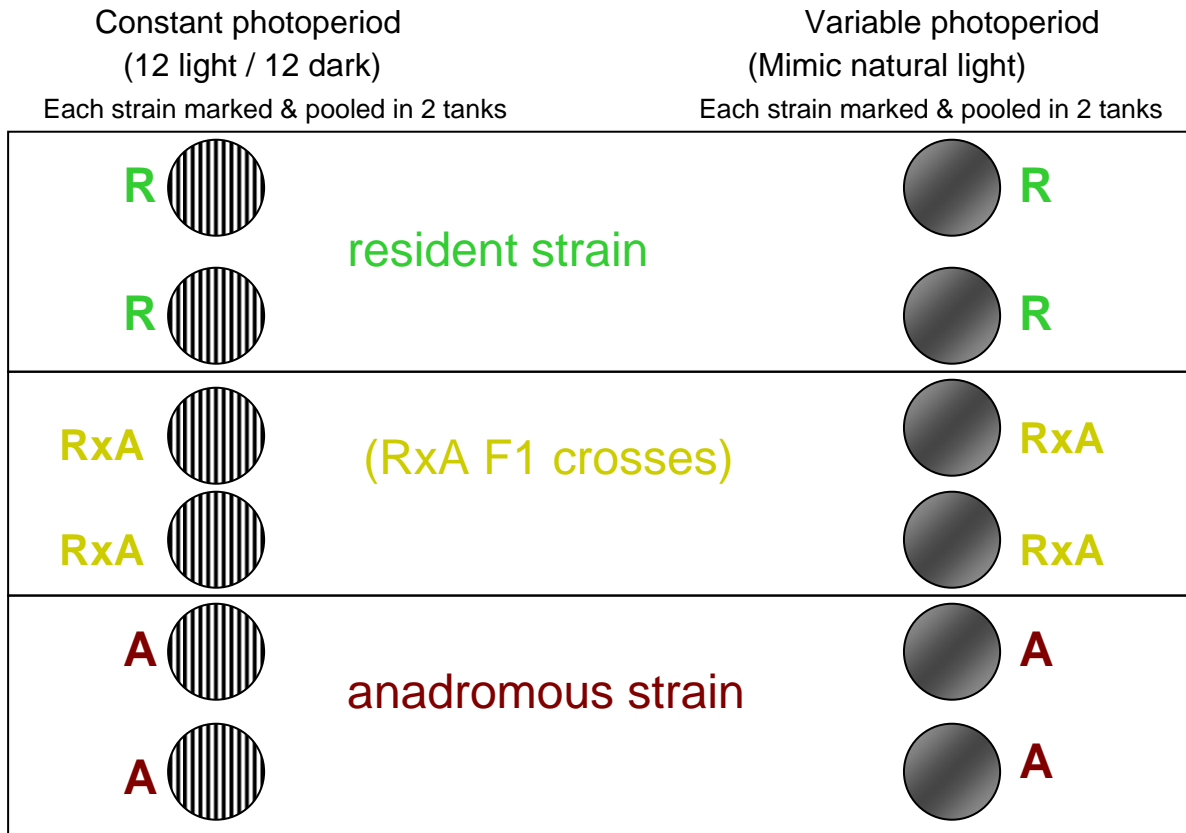 Constant photoperiod
(12 light / 12 dark)
Each strain marked & pooled in 2 tanks
Variable photoperiod
(Mimic natural light)
Each strain marked & pooled in 2 tanks
R
R
resident strain
R
R
RxA
RxA
(RxA F1 crosses)
RxA
RxA
A
A
anadromous strain
A
A